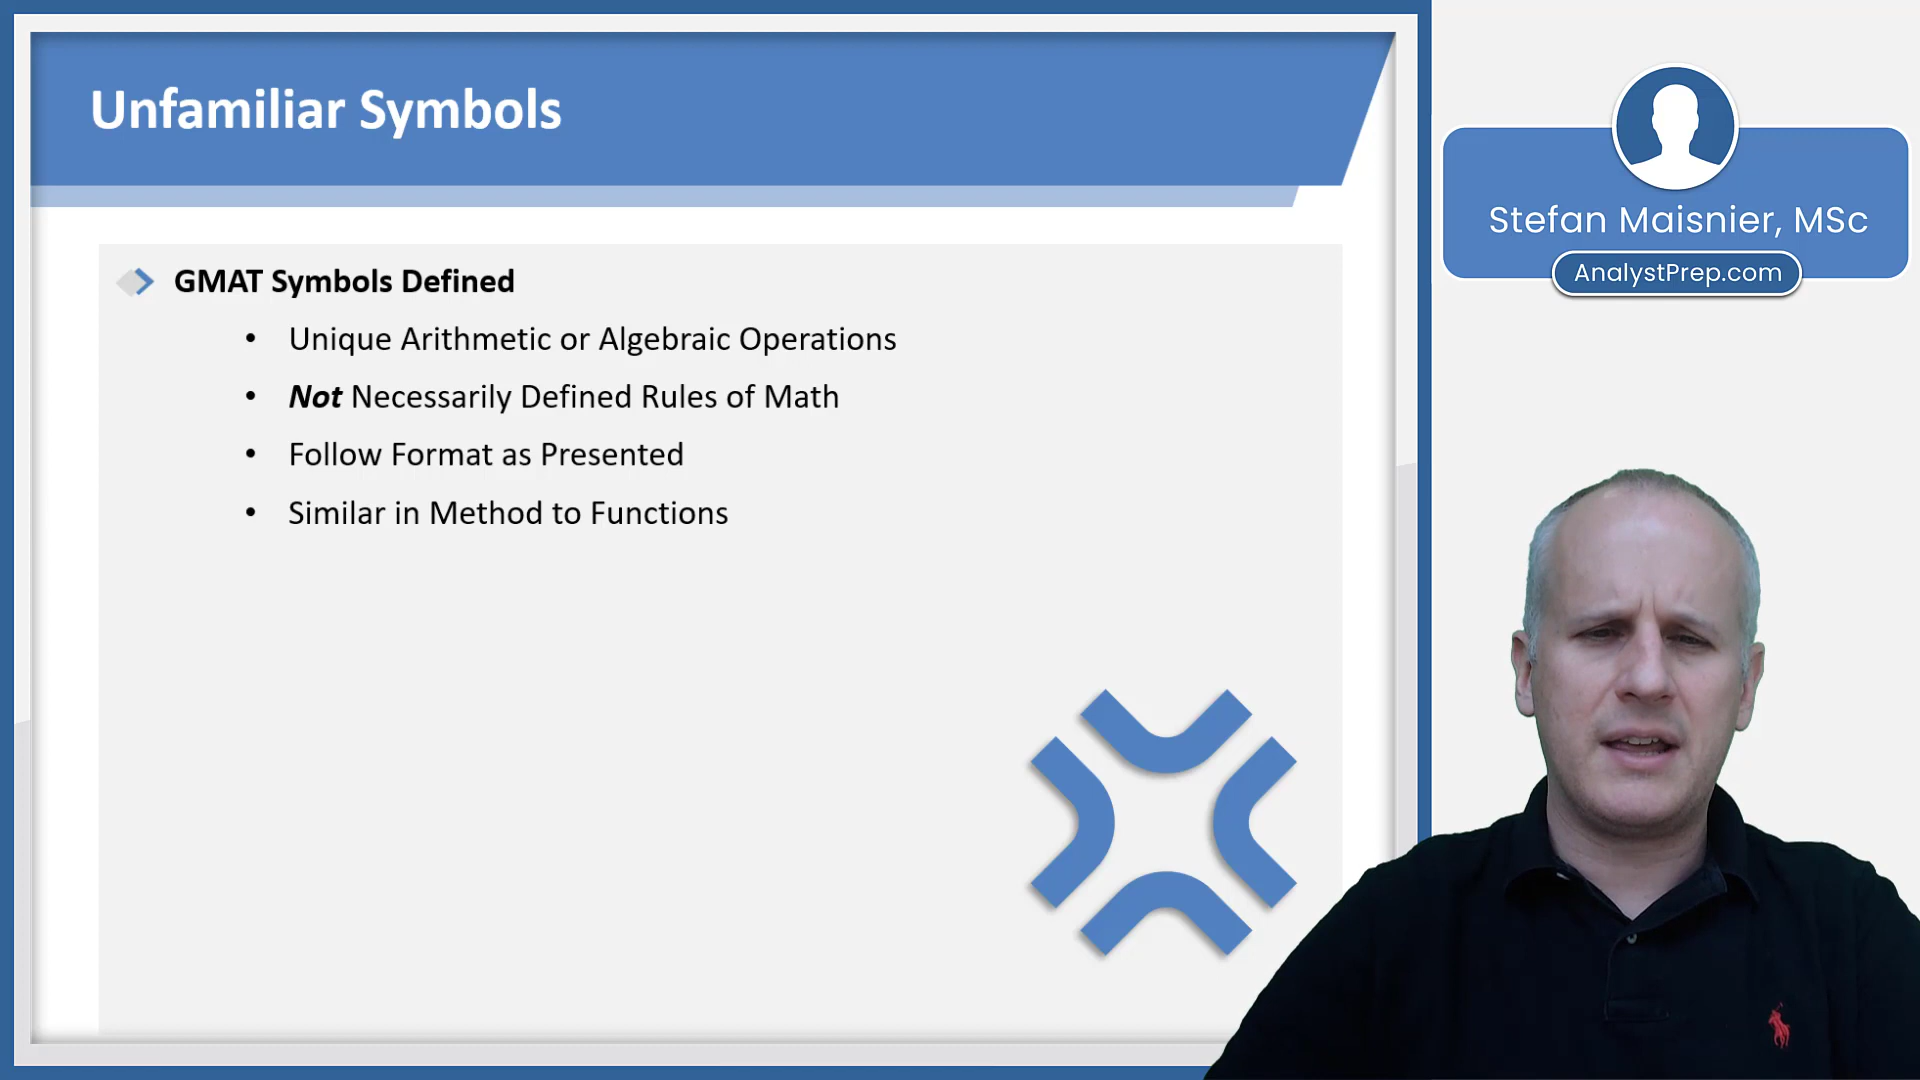 Unfamiliar Symbols
GMAT Symbols Defined
• Unique Arithmetic or Algebraic Operations
• Not Necessarily Defined Rules of Math
• Follow Format as Presented
• Similar in Method to Functions
Stefan Maisnier, MSc
AnalystPrep.com